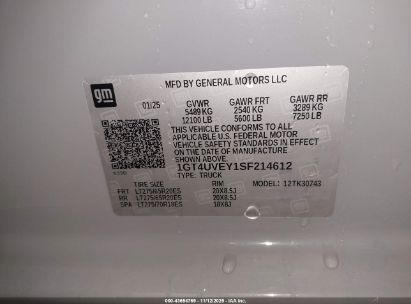 gm
MFD BY GENERAL MOTORS LLC
01/25 GVWR GAWR FRT GAWR RR
5489 KG 2540 KG 3289 KG
12100 LB 5600 LB 7250 LB
THIS VEHICLE CONFORMS TO ALL
APPLICABLE U.S. FEDERAL MOTOR
VEHICLE SAFETY STANDARDS IN EFFECT
ON THE DATE OF MANUFACTURE
SHOWN ABOVE.
1GT4UVEY1SF214612
TYPE: TRUCK
TIRE SIZE RIM MODEL: 12TK30743
FRT LT275/65R20ES 20X8.5J
RR LT275/65R20ES 20X8.5J
SPA LT275/70R18ES 18X8J